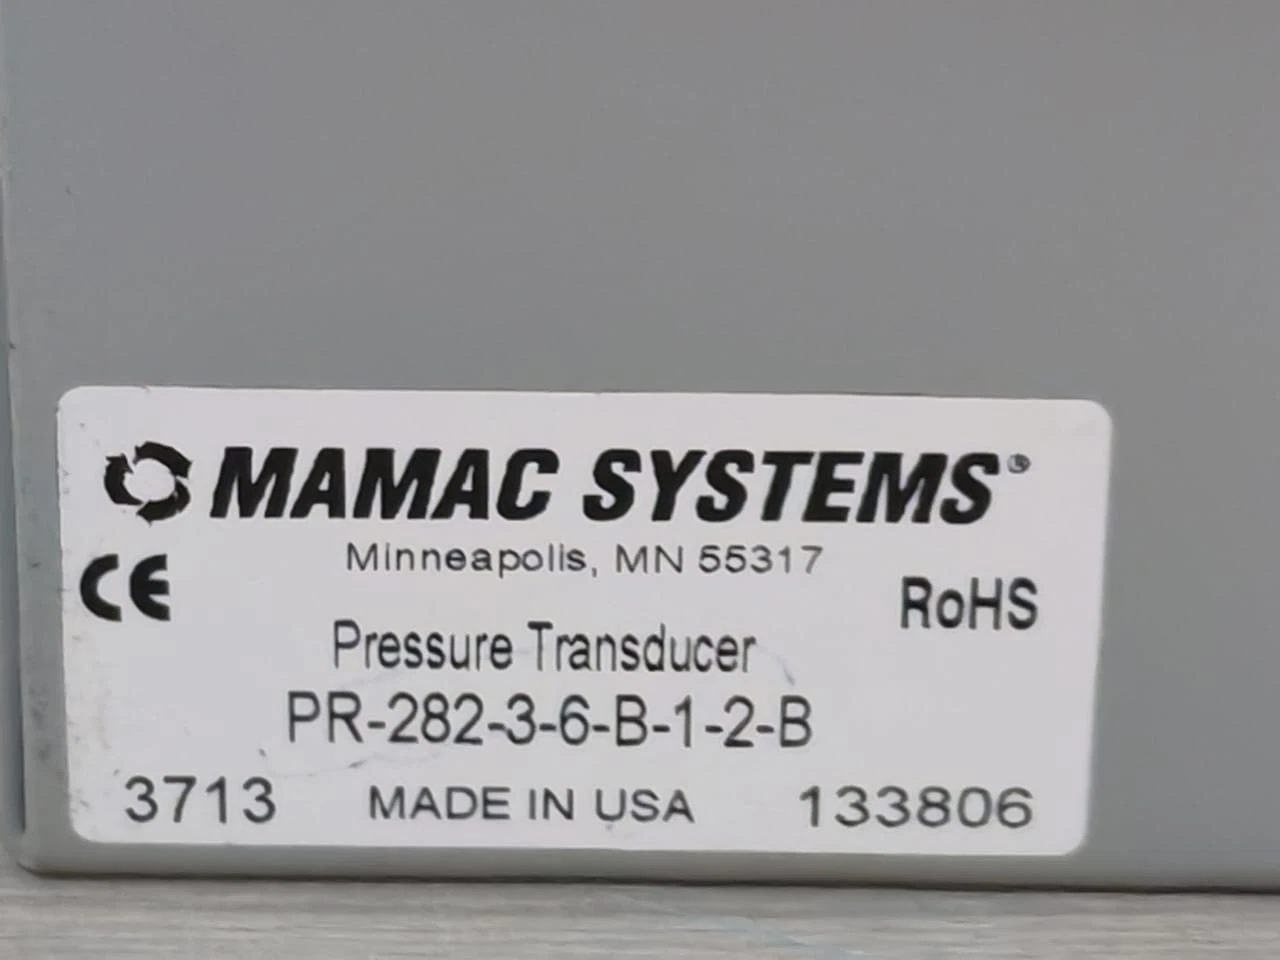 MAMAC SYSTEMS
Minneapolis, MN 55317
CE
RoHS
Pressure Transducer
PR-282-3-6-B-1-2-B
3713 MADE IN USA 133806